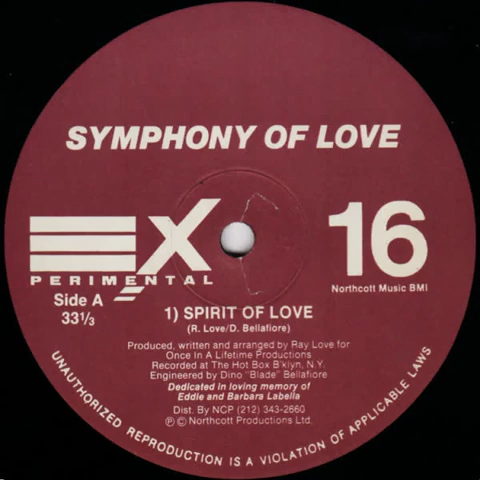 SYMPHONY OF LOVE
EX
PERIMENTAL
16
Northcott Music BMI
Side A
33⅓
1) SPIRIT OF LOVE
(R. Love/D. Bellafiore)
Produced, written and arranged by Ray Love for
Once In A Lifetime Productions
Recorded at The Hot Box B'klyn, N.Y.
Engineered by Dino "Blade" Bellafiore
Dedicated in loving memory of
Eddie and Barbara Labella
Dist. By NCP (212) 343-2660
Ⓟ © Northcott Productions Ltd.
UNAUTHORIZED REPRODUCTION IS A VIOLATION OF APPLICABLE LAWS